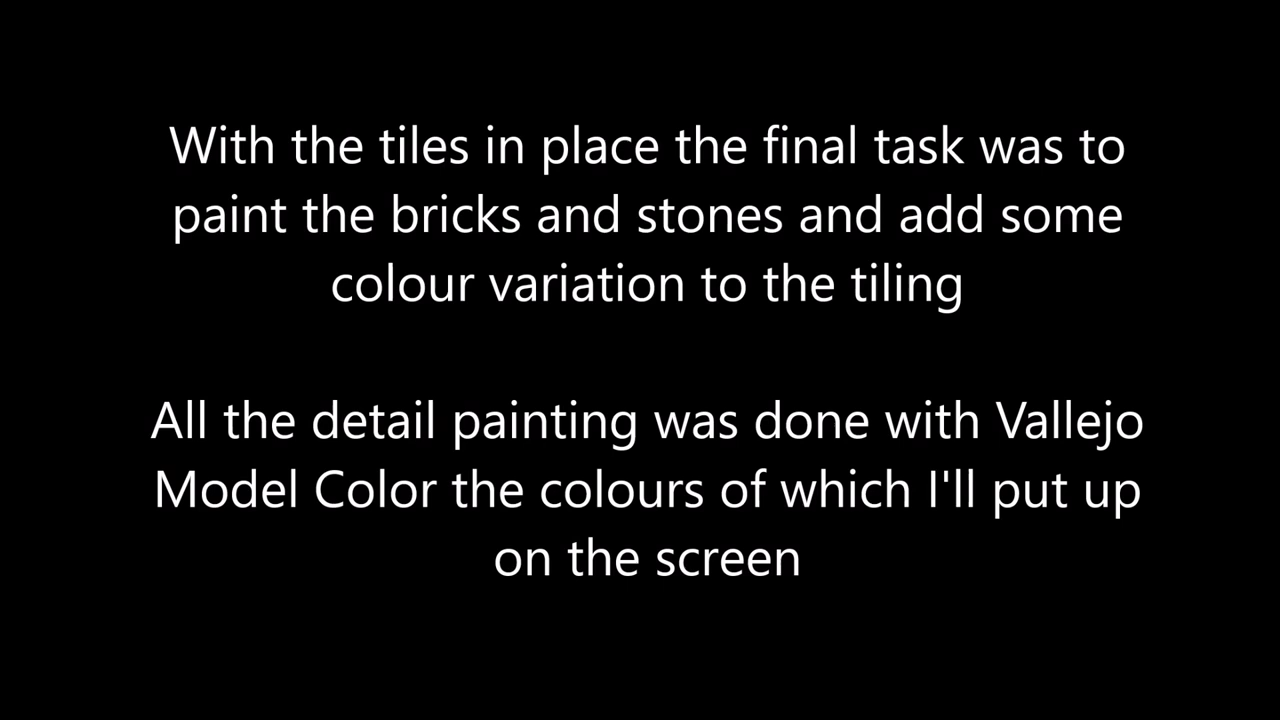 With the tiles in place the final task was to
paint the bricks and stones and add some
colour variation to the tiling
All the detail painting was done with Vallejo
Model Color the colours of which I'll put up
on the screen